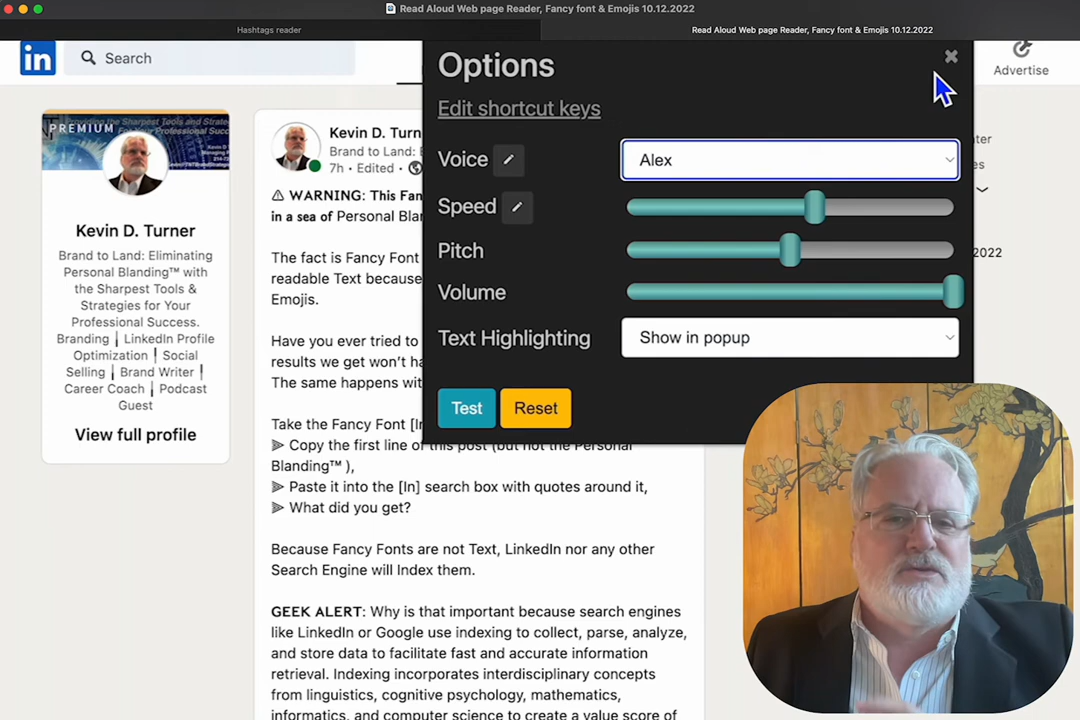 Read Aloud Web page Reader, Fancy font & Emojis 10.12.2022
Hashtags reader
Read Aloud Web page Reader, Fancy font & Emojis 10.12.2022
in
Search
Advertise
PREMIUM
Kevin D. Turner
Brand to Land: Eliminating
Personal Blanding™ with
the Sharpest Tools &
Strategies for Your
Professional Success.
Branding ┃ LinkedIn Profile
Optimization ┃ Social
Selling ┃ Brand Writer ┃
Career Coach ┃ Podcast
Guest
View full profile
Kevin D. Turner
Brand to Land:
7h • Edited •
⚠ WARNING: This Fan
in a sea of Personal Blan
The fact is Fancy Font
readable Text because
Emojis.
Have you ever tried to
results we get won't ha
The same happens wit
Take the Fancy Font [In
⫸ Copy the first line of this post (but not the Personal
Blanding™ ),
⫸ Paste it into the [In] search box with quotes around it,
⫸ What did you get?
Because Fancy Fonts are not Text, LinkedIn nor any other
Search Engine will Index them.
GEEK ALERT: Why is that important because search engines
like LinkedIn or Google use indexing to collect, parse, analyze,
and store data to facilitate fast and accurate information
retrieval. Indexing incorporates interdisciplinary concepts
from linguistics, cognitive psychology, mathematics,
informatics, and computer science to create a value score of
Options
Edit shortcut keys
Voice
Alex
Speed
Pitch
Volume
Text Highlighting
Show in popup
Test
Reset
2022